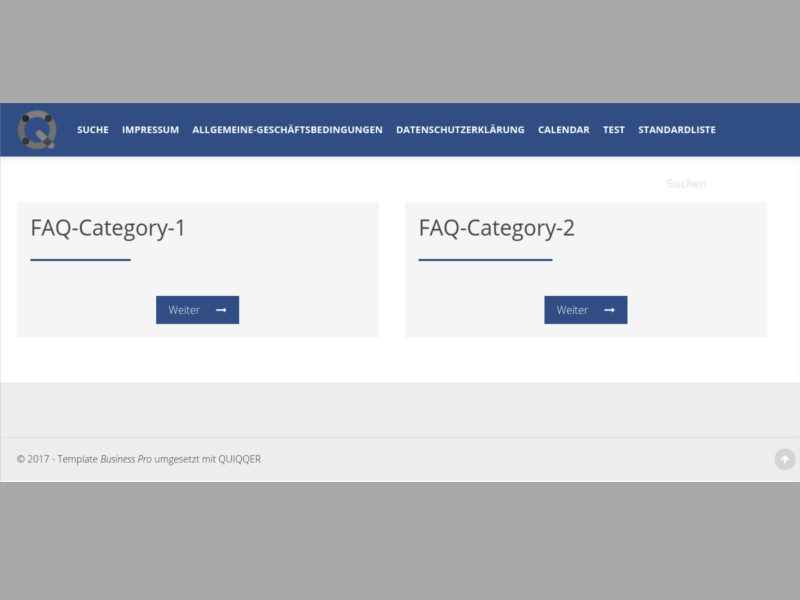 SUCHE IMPRESSUM ALLGEMEINE-GESCHÄFTSBEDINGUNGEN DATENSCHUTZERKLÄRUNG CALENDAR TEST STANDARDLISTE
Suchen
FAQ-Category-1
Weiter
FAQ-Category-2
Weiter
© 2017 - Template Business Pro umgesetzt mit QUIQQER